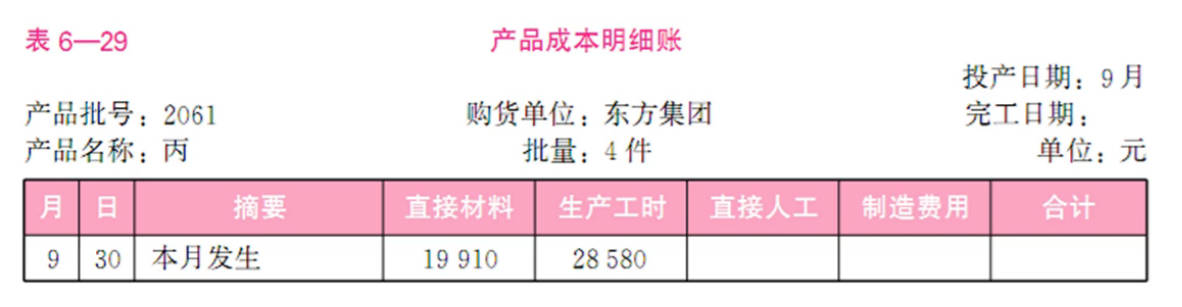 表 6—29 产品成本明细账
投产日期：9 月
产品批号：2061 购货单位：东方集团 完工日期：
产品名称：丙 批量：4 件 单位：元
月 日 摘要 直接材料 生产工时 直接人工 制造费用 合计
9 30 本月发生 19 910 28 580